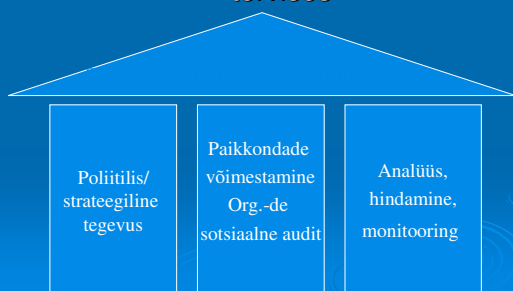 Poliitilis/
strateegiline
tegevus
Paikkondade
võimestamine
Org.-de
sotsiaalne audit
Analüüs,
hindamine,
monitooring